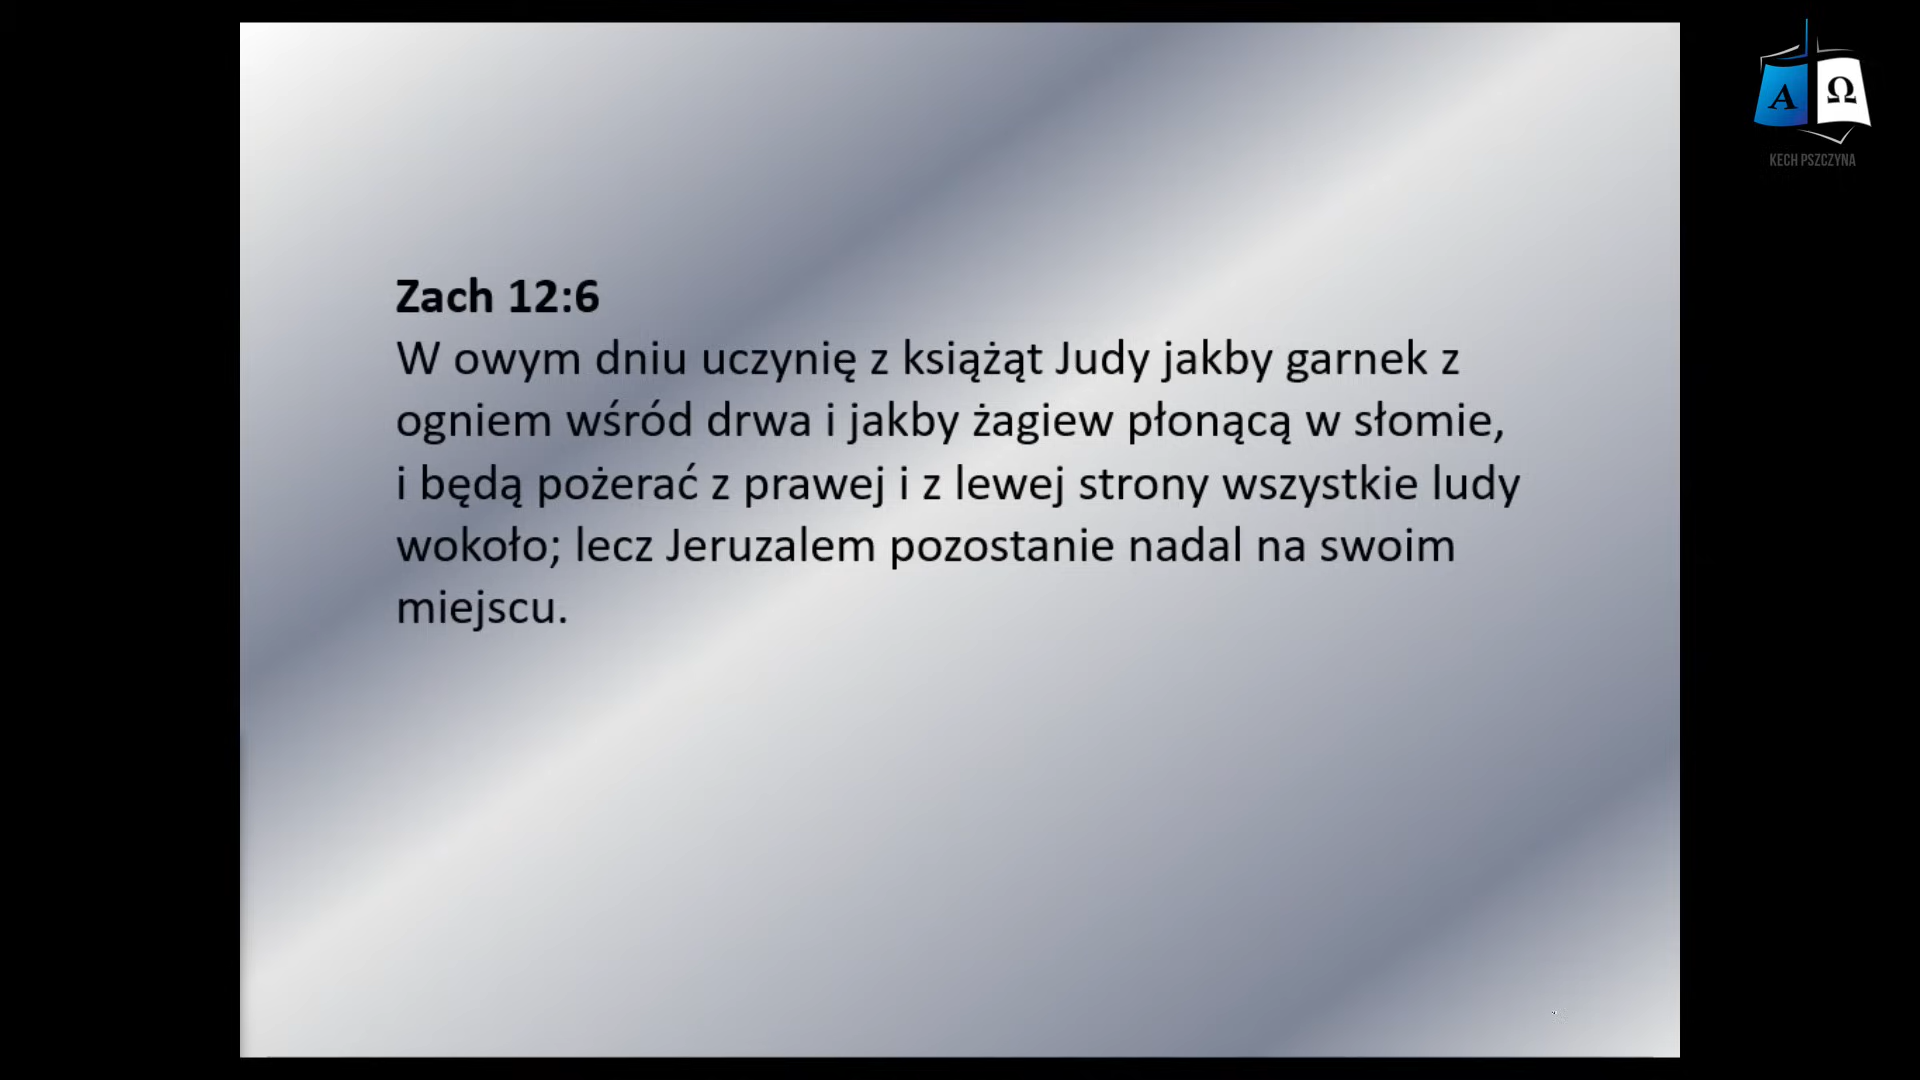 Zach 12:6
W owym dniu uczynię z książąt Judy jakby garnek z
ogniem wśród drwa i jakby żagiew płonącą w słomie,
i będą pożerać z prawej i z lewej strony wszystkie ludy
wokoło; lecz Jeruzalem pozostanie nadal na swoim
miejscu.
A Ω
KECH PSZCZYNA